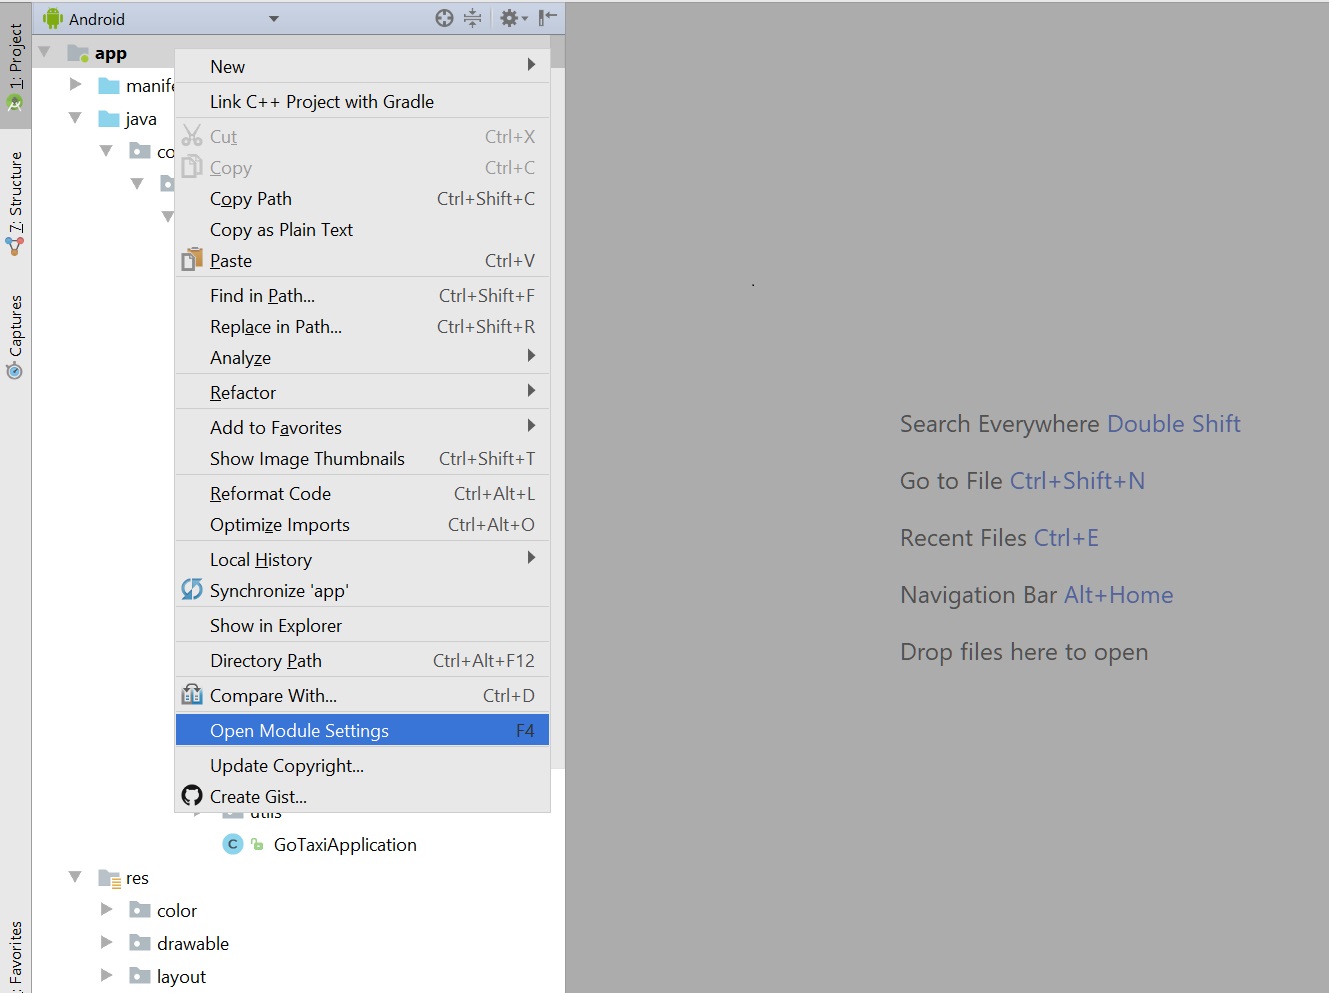 Android
1: Project
7: Structure
Captures
: Favorites
app
manife
java
co
New
Link C++ Project with Gradle
Cut Ctrl+X
Copy Ctrl+C
Copy Path Ctrl+Shift+C
Copy as Plain Text
Paste Ctrl+V
Find in Path... Ctrl+Shift+F
Replace in Path... Ctrl+Shift+R
Analyze
Refactor
Add to Favorites
Show Image Thumbnails Ctrl+Shift+T
Reformat Code Ctrl+Alt+L
Optimize Imports Ctrl+Alt+O
Local History
Synchronize 'app'
Show in Explorer
Directory Path Ctrl+Alt+F12
Compare With... Ctrl+D
Open Module Settings F4
Update Copyright...
Create Gist...
utils
C GoTaxiApplication
res
color
drawable
layout
Search Everywhere Double Shift
Go to File Ctrl+Shift+N
Recent Files Ctrl+E
Navigation Bar Alt+Home
Drop files here to open